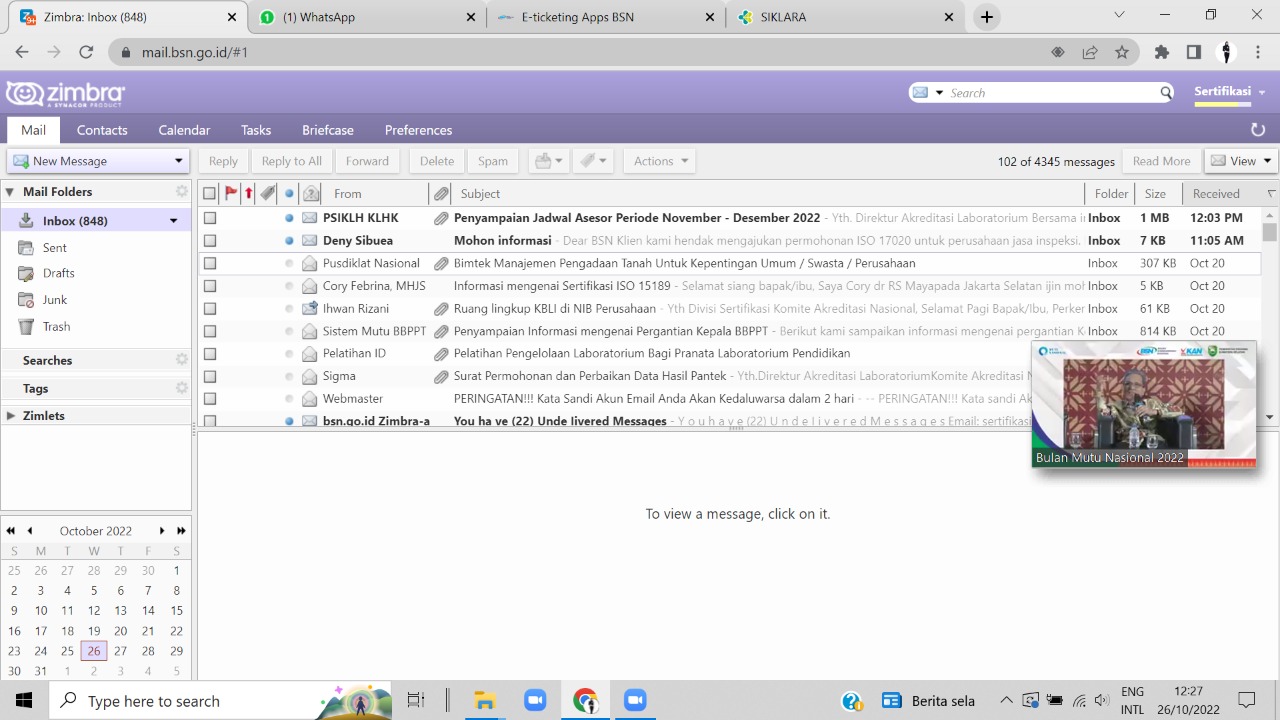 Zimbra: Inbox (848)
(1) WhatsApp
E-ticketing Apps BSN
SIKLARA
mail.bsn.go.id/#1
zimbra
A SYNACOR PRODUCT
Search
Sertifikasi
Mail Contacts Calendar Tasks Briefcase Preferences
New Message
Reply Reply to All Forward Delete Spam Actions
102 of 4345 messages
Read More
View
Mail Folders
Inbox (848)
Sent
Drafts
Junk
Trash
Searches
Tags
Zimlets
From Subject Folder Size Received
PSIKLH KLHK Penyampaian Jadwal Asesor Periode November - Desember 2022 - Yth. Direktur Akreditasi Laboratorium Bersama i Inbox 1 MB 12:03 PM
Deny Sibuea Mohon informasi - Dear BSN Klien kami hendak mengajukan permohonan ISO 17020 untuk perusahaan jasa inspeksi. Inbox 7 KB 11:05 AM
Pusdiklat Nasional Bimtek Manajemen Pengadaan Tanah Untuk Kepentingan Umum / Swasta / Perusahaan Inbox 307 KB Oct 20
Cory Febrina, MHJS Informasi mengenai Sertifikasi ISO 15189 - Selamat siang bapak/ibu, Saya Cory dr RS Mayapada Jakarta Selatan ijin mo Inbox 5 KB Oct 20
Ihwan Rizani Ruang lingkup KBLI di NIB Perusahaan - Yth Divisi Sertifikasi Komite Akreditasi Nasional, Selamat Pagi Bapak/Ibu, Perker Inbox 61 KB Oct 20
Sistem Mutu BBPPT Penyampaian Informasi mengenai Pergantian Kepala BBPPT - Berikut kami sampaikan informasi mengenai pergantian K Inbox 814 KB Oct 20
Pelatihan ID Pelatihan Pengelolaan Laboratorium Bagi Pranata Laboratorium Pendidikan
Sigma Surat Permohonan dan Perbaikan Data Hasil Pantek - Yth.Direktur Akreditasi LaboratoriumKomite Akreditasi Nasional
Webmaster PERINGATAN!!! Kata Sandi Akun Email Anda Akan Kedaluwarsa dalam 2 hari - -- PERINGATAN!!! Kata sandi Ak
bsn.go.id Zimbra-a You ha ve (22) Unde livered Messages - Y o u h a v e (22) U n d e l i v e r e d M e s s a g e s Email: sertifikasi
BSN KAN
Bulan Mutu Nasional 2022
To view a message, click on it.
October 2022
S M T W T F S
25 26 27 28 29 30 1
2 3 4 5 6 7 8
9 10 11 12 13 14 15
16 17 18 19 20 21 22
23 24 25 26 27 28 29
30 31 1 2 3 4 5
Type here to search
Berita sela
ENG
INTL
12:27
26/10/2022